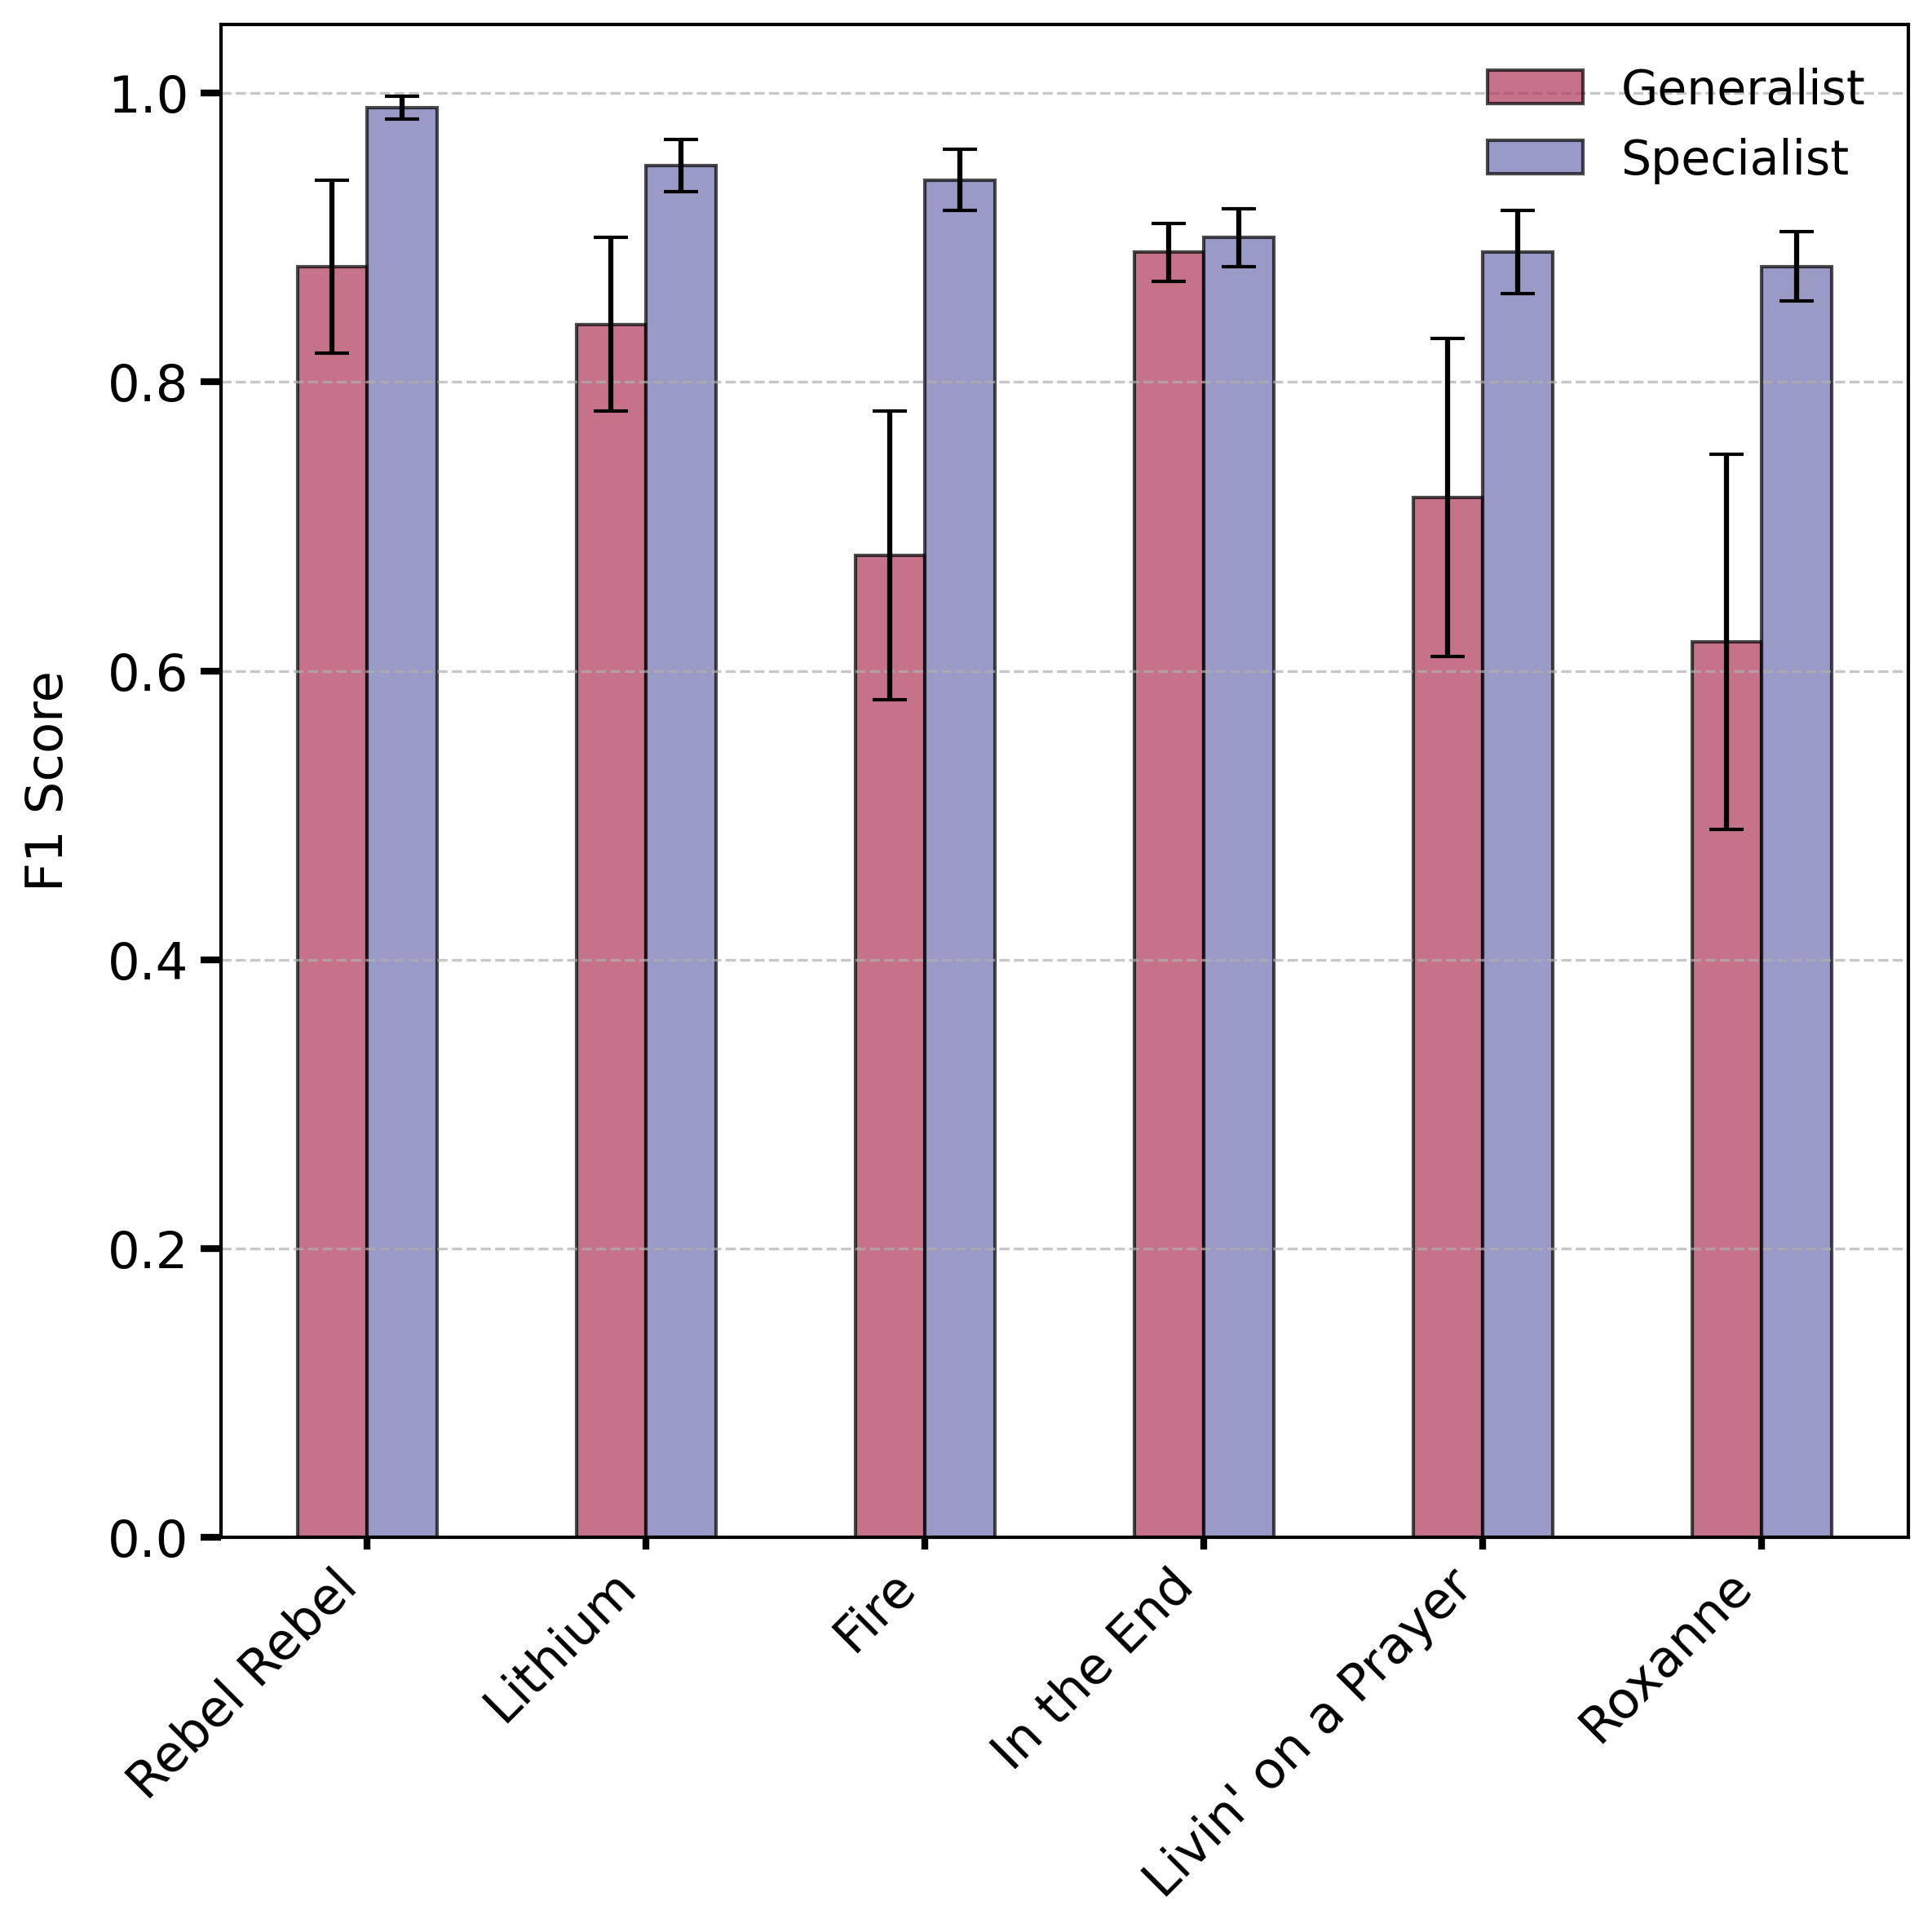 Generalist
Specialist
F1 Score
1.0
0.8
0.6
0.4
0.2
0.0
Rebel Rebel
Lithium
Fire
In the End
Livin' on a Prayer
Roxanne